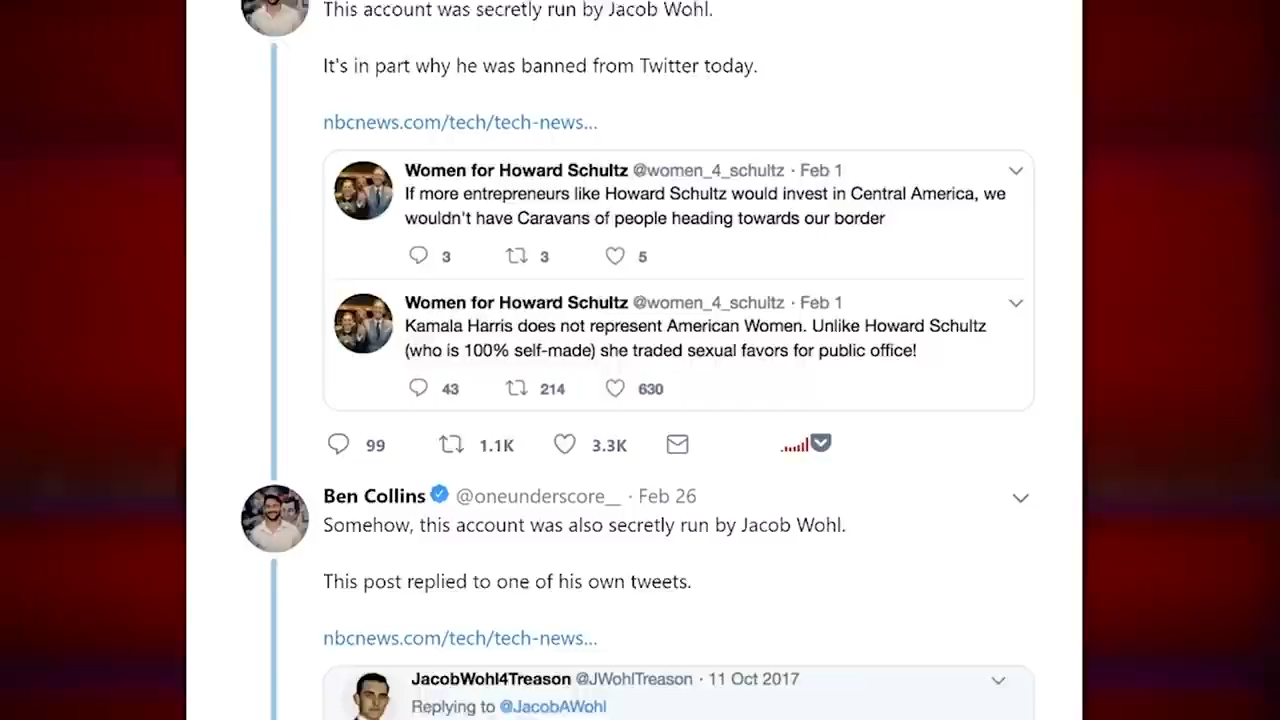 This account was secretly run by Jacob Wohl.
It's in part why he was banned from Twitter today.
nbcnews.com/tech/tech-news...
Women for Howard Schultz @women_4_schultz · Feb 1
If more entrepreneurs like Howard Schultz would invest in Central America, we
wouldn't have Caravans of people heading towards our border
3 3 5
Women for Howard Schultz @women_4_schultz · Feb 1
Kamala Harris does not represent American Women. Unlike Howard Schultz
(who is 100% self-made) she traded sexual favors for public office!
43 214 630
99 1.1K 3.3K
Ben Collins @oneunderscore__ · Feb 26
Somehow, this account was also secretly run by Jacob Wohl.
This post replied to one of his own tweets.
nbcnews.com/tech/tech-news...
JacobWohl4Treason @JWohlTreason · 11 Oct 2017
Replying to @JacobAWohl